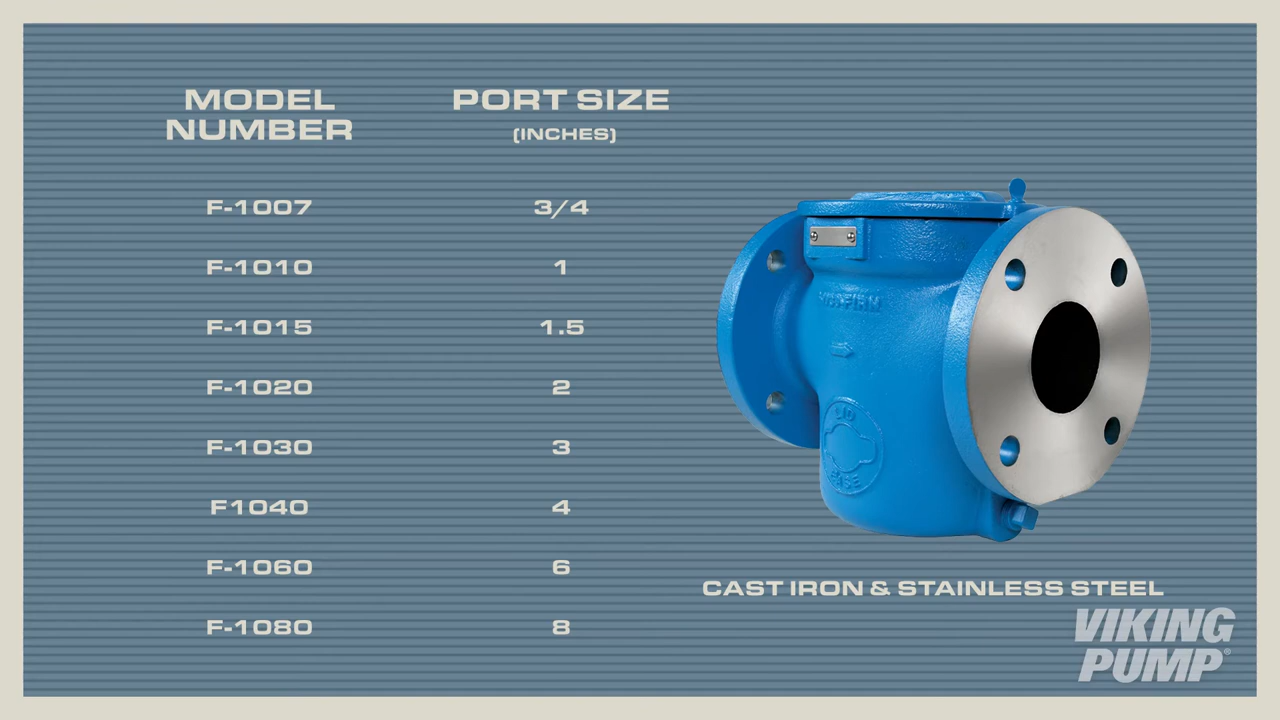 MODEL
NUMBER
PORT SIZE
(INCHES)
F-1007 3/4
F-1010 1
F-1015 1.5
F-1020 2
F-1030 3
F1040 4
F-1060 6
F-1080 8
LID
CAST IRON & STAINLESS STEEL
VIKING
PUMP®